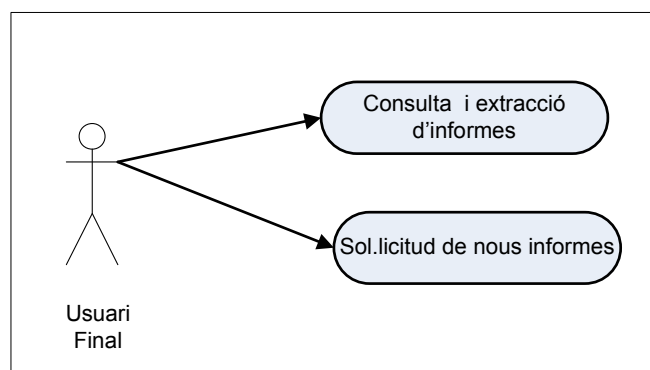 Consulta i extracció
d'informes
Sol.licitud de nous informes
Usuari
Final